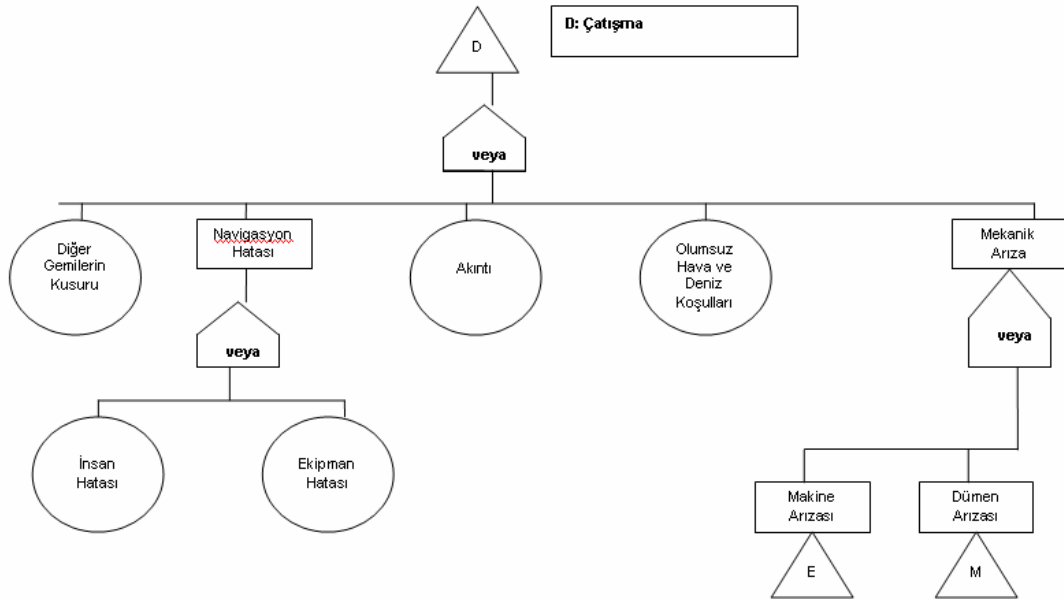 D
D: Çatışma
veya
Diğer
Gemilerin
Kusuru
Navigasyon
Hatası
Akıntı
Olumsuz
Hava ve
Deniz
Koşulları
Mekanik
Arıza
veya
veya
İnsan
Hatası
Ekipman
Hatası
Makine
Arızası
Dümen
Arızası
E
M